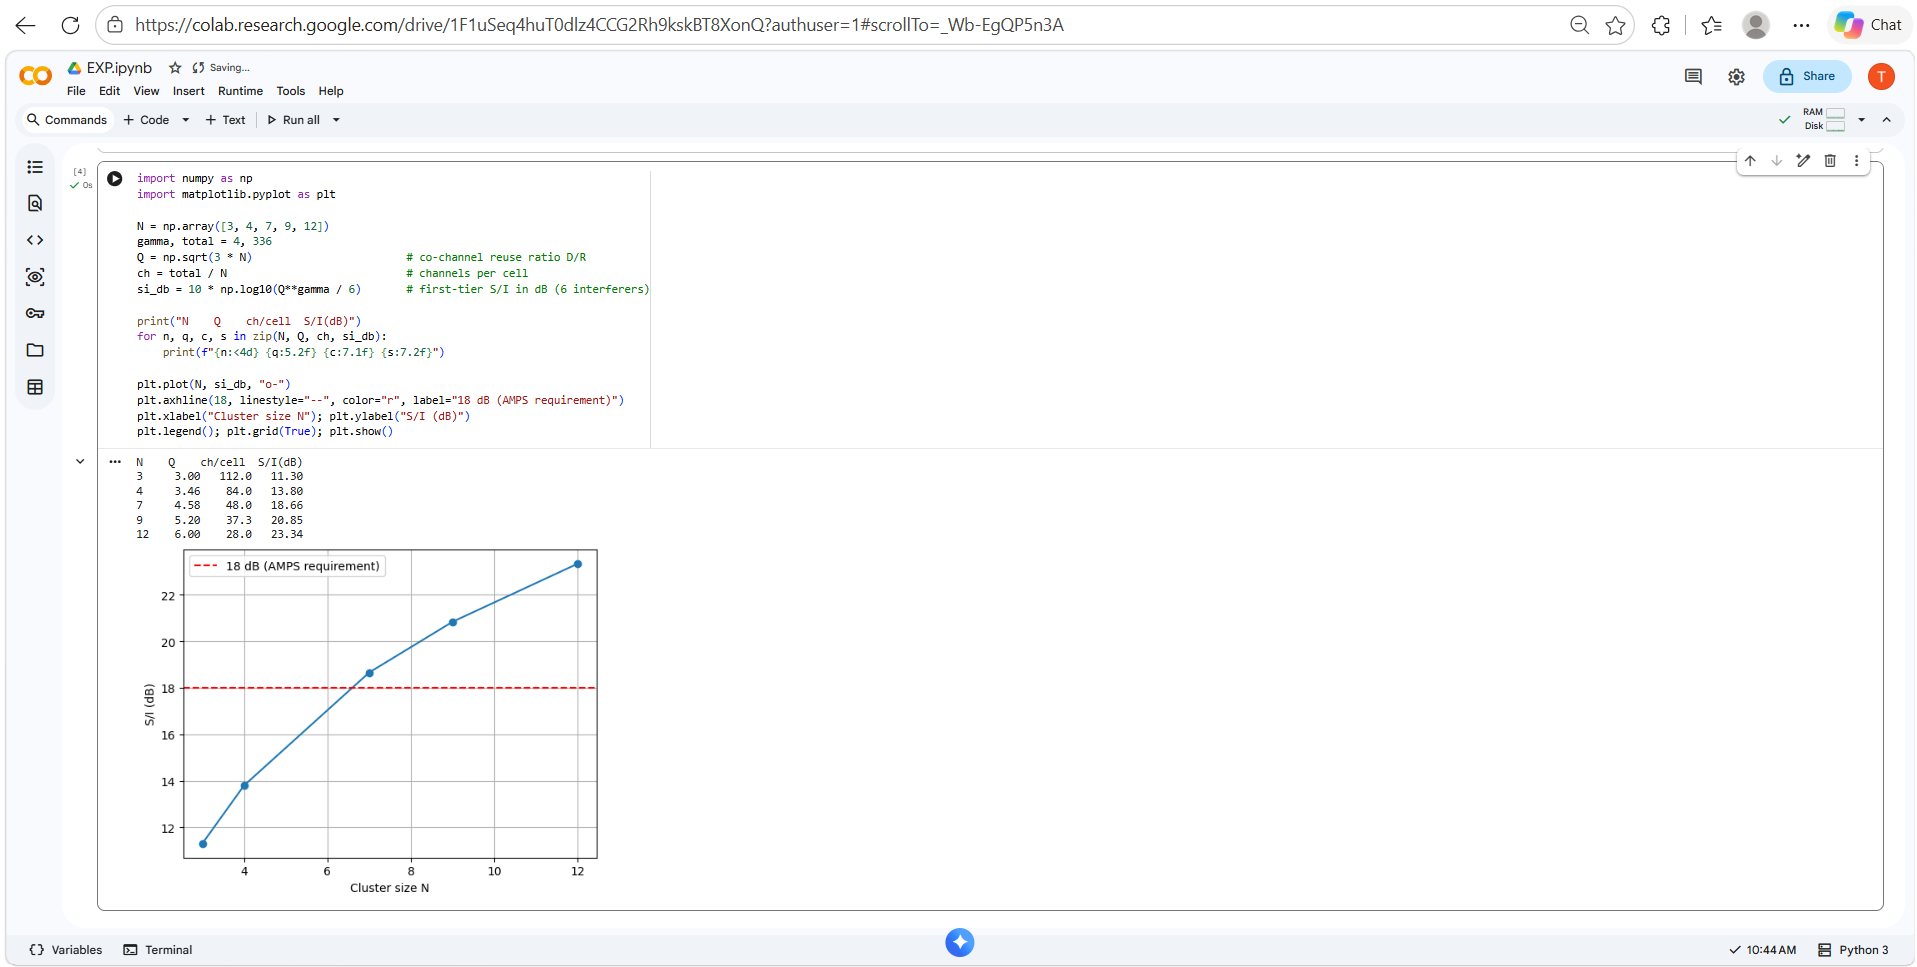 https://colab.research.google.com/drive/1F1uSeq4huT0dlz4CCG2Rh9kskBT8XonQ?authuser=1#scrollTo=_Wb-EgQP5n3A
Chat
EXP.ipynb Saving...
File Edit View Insert Runtime Tools Help
Share
T
Commands + Code + Text Run all
RAM
Disk
[4]
0s
import numpy as np
import matplotlib.pyplot as plt
N = np.array([3, 4, 7, 9, 12])
gamma, total = 4, 336
Q = np.sqrt(3 * N) # co-channel reuse ratio D/R
ch = total / N # channels per cell
si_db = 10 * np.log10(Q**gamma / 6) # first-tier S/I in dB (6 interferers)
print("N    Q    ch/cell  S/I(dB)")
for n, q, c, s in zip(N, Q, ch, si_db):
    print(f"{n:<4d} {q:5.2f} {c:7.1f} {s:7.2f}")
plt.plot(N, si_db, "o-")
plt.axhline(18, linestyle="--", color="r", label="18 dB (AMPS requirement)")
plt.xlabel("Cluster size N"); plt.ylabel("S/I (dB)")
plt.legend(); plt.grid(True); plt.show()
N    Q    ch/cell  S/I(dB)
3     3.00   112.0   11.30
4     3.46    84.0   13.80
7     4.58    48.0   18.66
9     5.20    37.3   20.85
12    6.00    28.0   23.34
18 dB (AMPS requirement)
22
20
18
16
14
12
S/I (dB)
4 6 8 10 12
Cluster size N
Variables Terminal
10:44 AM Python 3